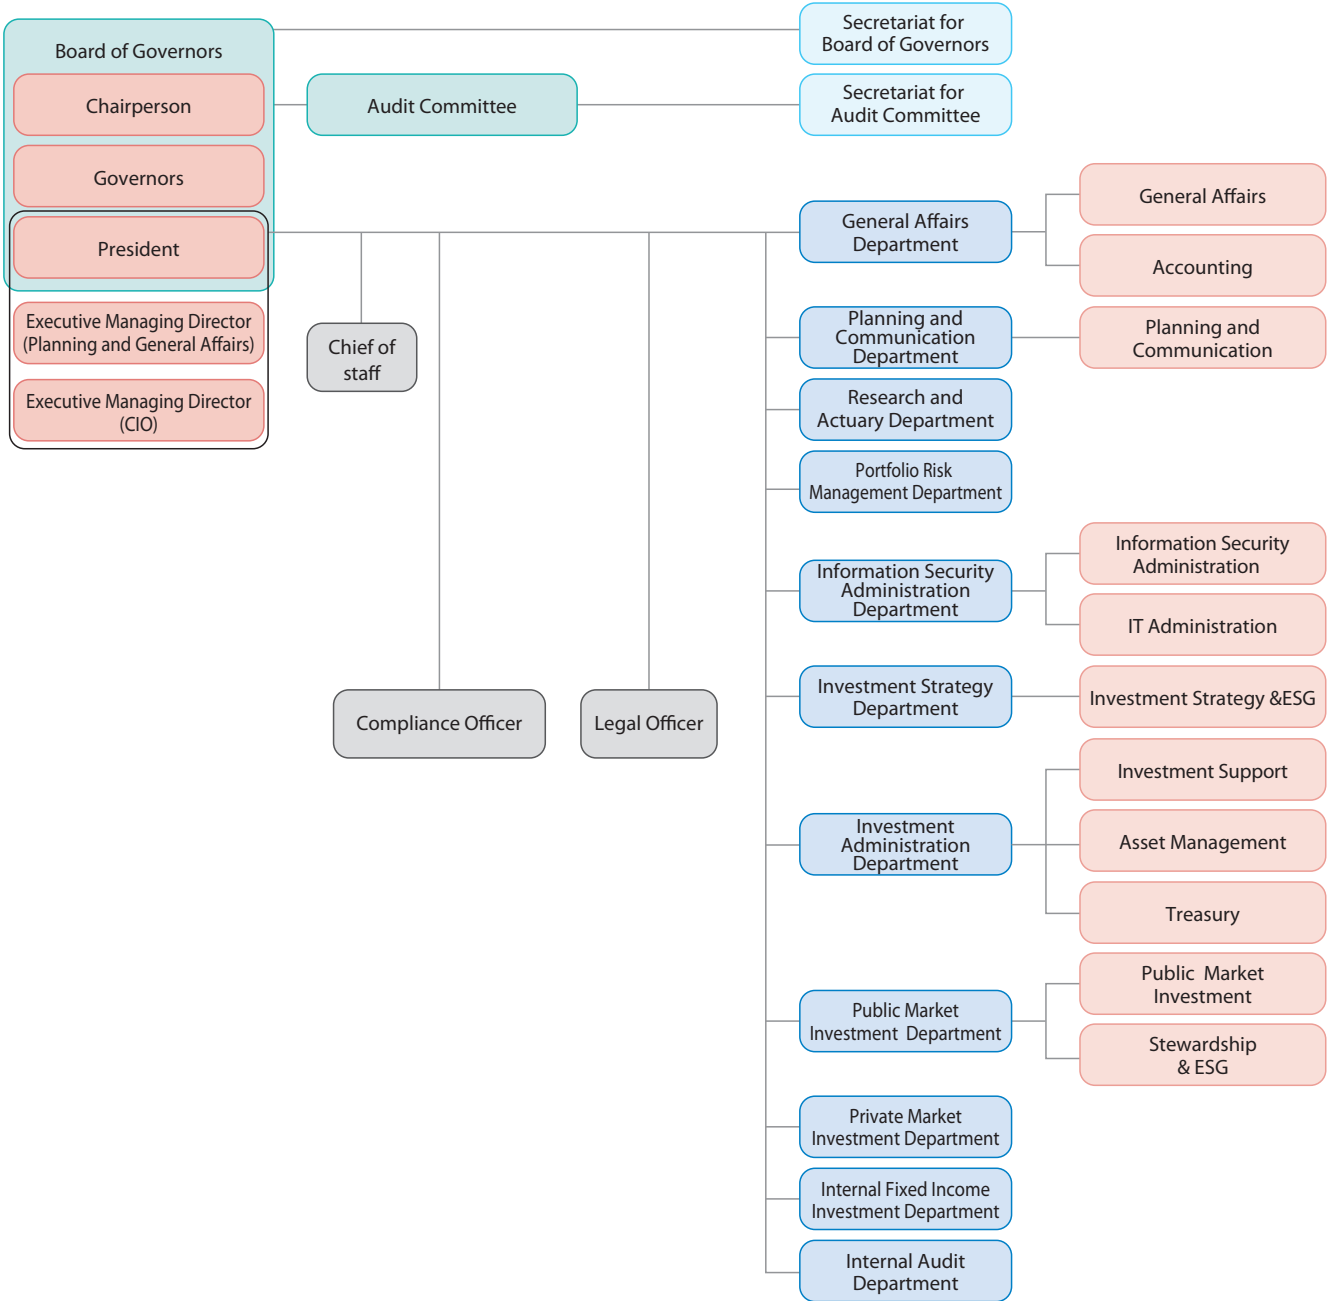 Board of Governors
Chairperson
Governors
President
Executive Managing Director
(Planning and General Affairs)
Executive Managing Director
(CIO)
Audit Committee
Secretariat for
Board of Governors
Secretariat for
Audit Committee
Chief of
staff
Compliance Officer
Legal Officer
General Affairs
Department
General Affairs
Accounting
Planning and
Communication
Department
Planning and
Communication
Research and
Actuary Department
Portfolio Risk
Management Department
Information Security
Administration
Department
Information Security
Administration
IT Administration
Investment Strategy
Department
Investment Strategy &ESG
Investment
Administration
Department
Investment Support
Asset Management
Treasury
Public Market
Investment Department
Public Market
Investment
Stewardship
& ESG
Private Market
Investment Department
Internal Fixed Income
Investment Department
Internal Audit
Department